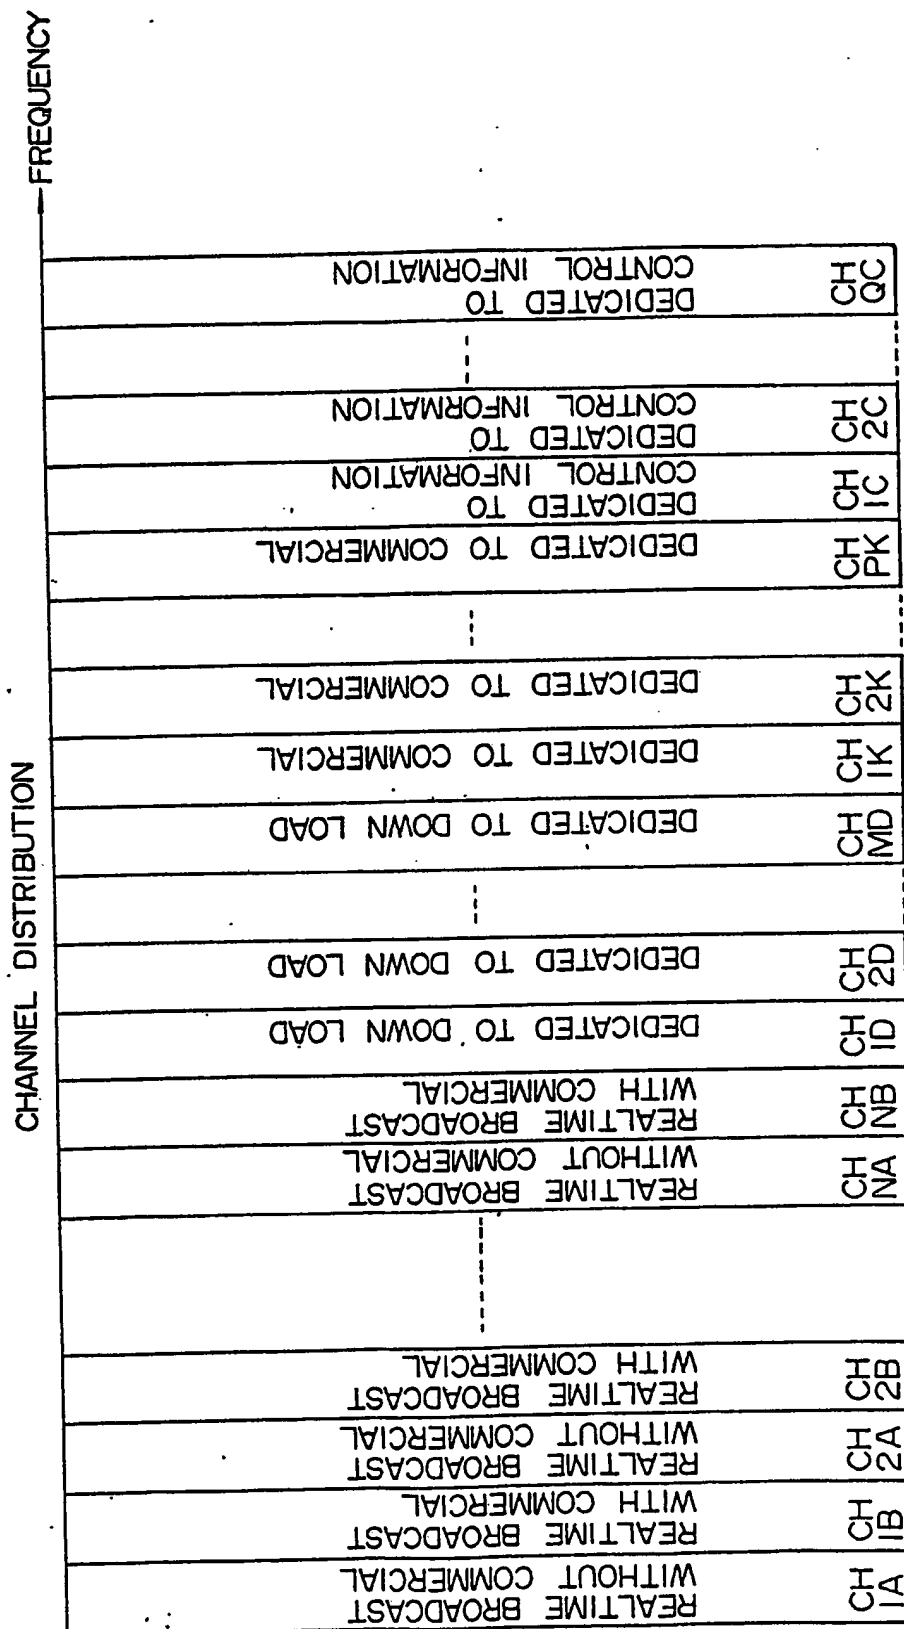 CHANNEL DISTRIBUTION
FREQUENCY
REALTIME BROADCAST
WITHOUT COMMERCIAL
CH
1A
REALTIME BROADCAST
WITH COMMERCIAL
CH
1B
REALTIME BROADCAST
WITHOUT COMMERCIAL
CH
2A
REALTIME BROADCAST
WITH COMMERCIAL
CH
2B
REALTIME BROADCAST
WITHOUT COMMERCIAL
CH
NA
REALTIME BROADCAST
WITH COMMERCIAL
CH
NB
DEDICATED TO DOWN LOAD
CH
1D
DEDICATED TO DOWN LOAD
CH
2D
DEDICATED TO DOWN LOAD
CH
MD
DEDICATED TO COMMERCIAL
CH
1K
DEDICATED TO COMMERCIAL
CH
2K
DEDICATED TO COMMERCIAL
CH
PK
DEDICATED TO
CONTROL INFORMATION
CH
1C
DEDICATED TO
CONTROL INFORMATION
CH
2C
DEDICATED TO
CONTROL INFORMATION
CH
QC